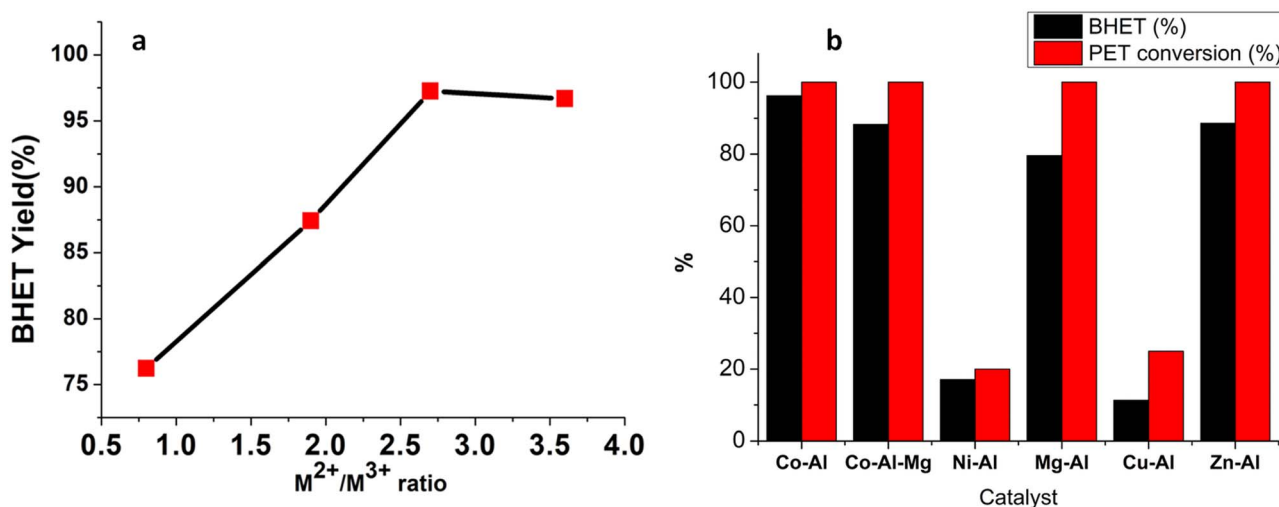 a
BHET Yield(%)
100
95
90
85
80
75
0.5 1.0 1.5 2.0 2.5 3.0 3.5 4.0
M²⁺/M³⁺ ratio
b
BHET (%)
PET conversion (%)
%
100
80
60
40
20
0
Co-Al Co-Al-Mg Ni-Al Mg-Al Cu-Al Zn-Al
Catalyst